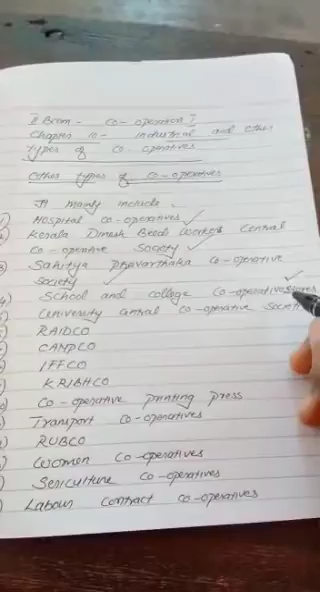 II Bcom - Co-operation I
Chapter 10 - industrial and other
types of co-operatives
Other types of co-operatives
It mainly include.
Hospital co-operatives ✓
Kerala Dinesh Beedi workers central
co-operative society ✓
Sahitya Pravarthaka co-operative
society ✓
School and college co-operative stores ✓
University central co-operative
RAIDCO
CAMPCO
IFFCO
KRIBHCO
Co-operative printing press
Transport co-operatives
RUBCO
Women co-operatives
Sericulture co-operatives
Labour contract co-operatives